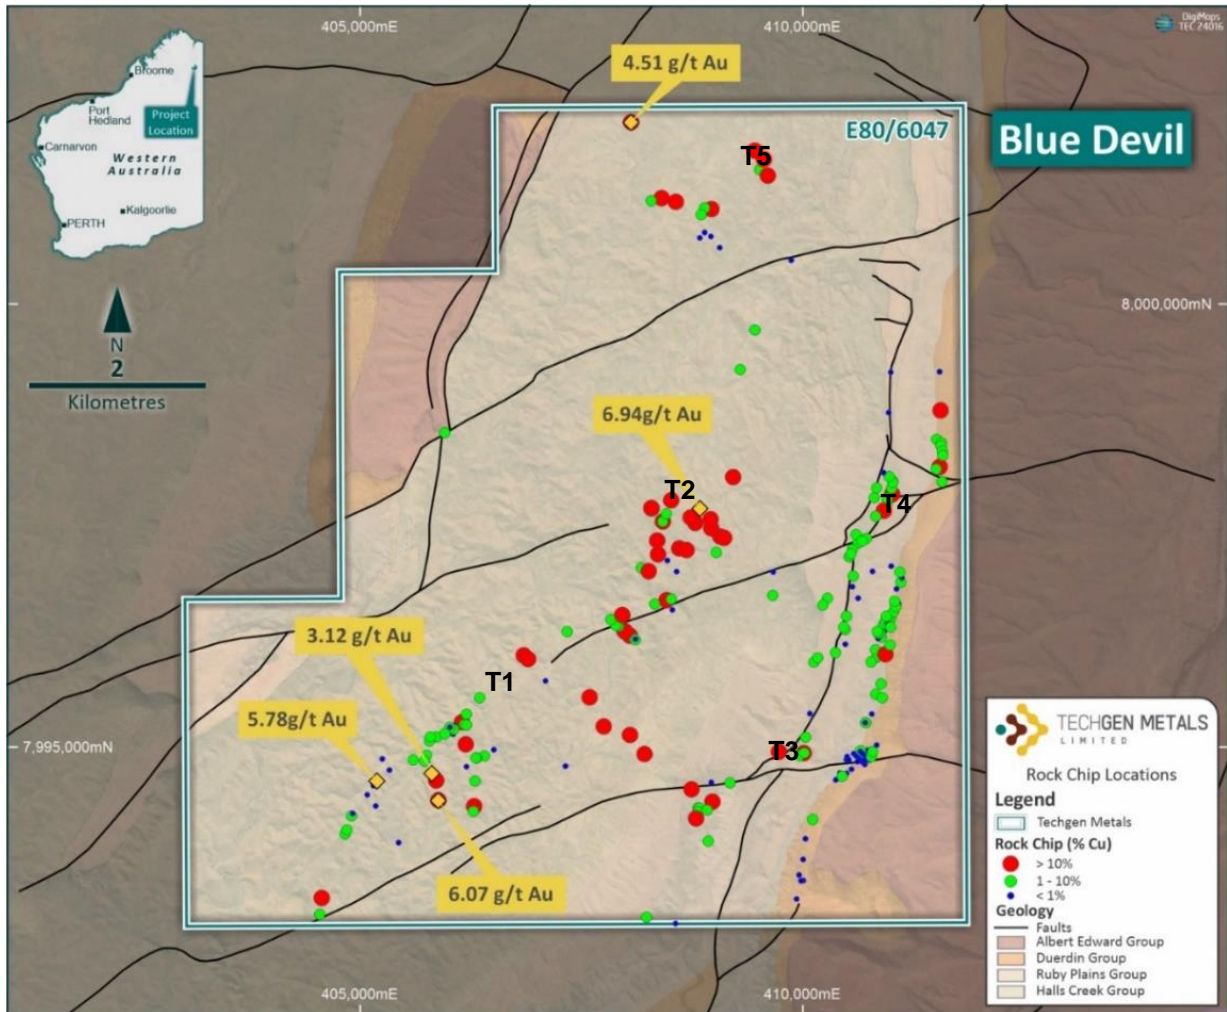 405,000mE
410,000mE
DigiMaps
TEC 24016
4.51 g/t Au
Broome
Port
Hedland
Project
Location
Carnarvon
Western
Australia
Kalgoorlie
PERTH
E80/6047
Blue Devil
T5
8,000,000mN
N
2
Kilometres
6.94g/t Au
T2
T4
3.12 g/t Au
T1
5.78g/t Au
7,995,000mN
T3
6.07 g/t Au
TECHGEN METALS
LIMITED
Rock Chip Locations
Legend
Techgen Metals
Rock Chip (% Cu)
> 10%
1 - 10%
< 1%
Geology
Faults
Albert Edward Group
Duerdin Group
Ruby Plains Group
Halls Creek Group
405,000mE
410,000mE